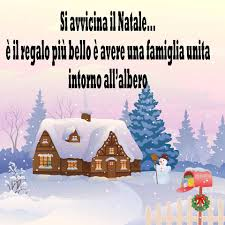 Si avvicina il Natale...
è il regalo più bello è avere una famiglia unita
intorno all'albero